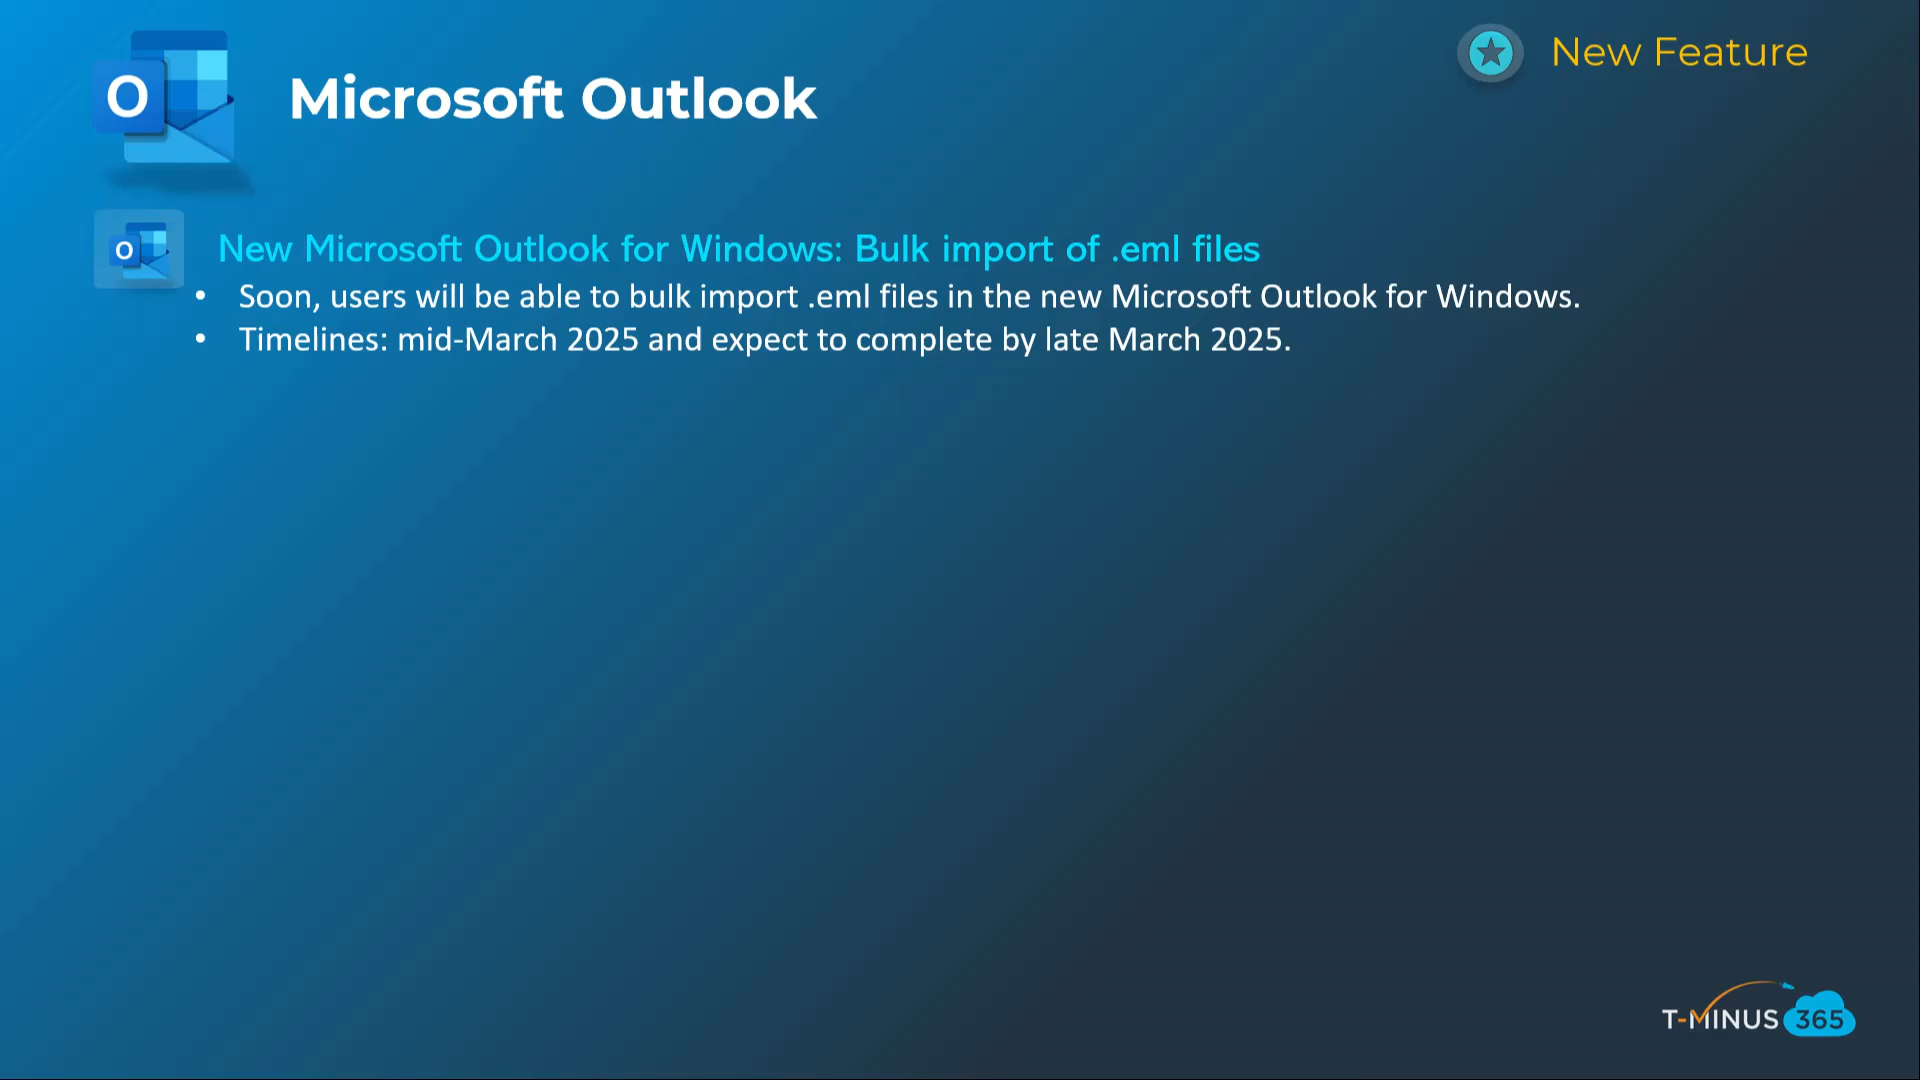 New Feature
O
Microsoft Outlook
O
New Microsoft Outlook for Windows: Bulk import of .eml files
• Soon, users will be able to bulk import .eml files in the new Microsoft Outlook for Windows.
• Timelines: mid-March 2025 and expect to complete by late March 2025.
T-MINUS 365